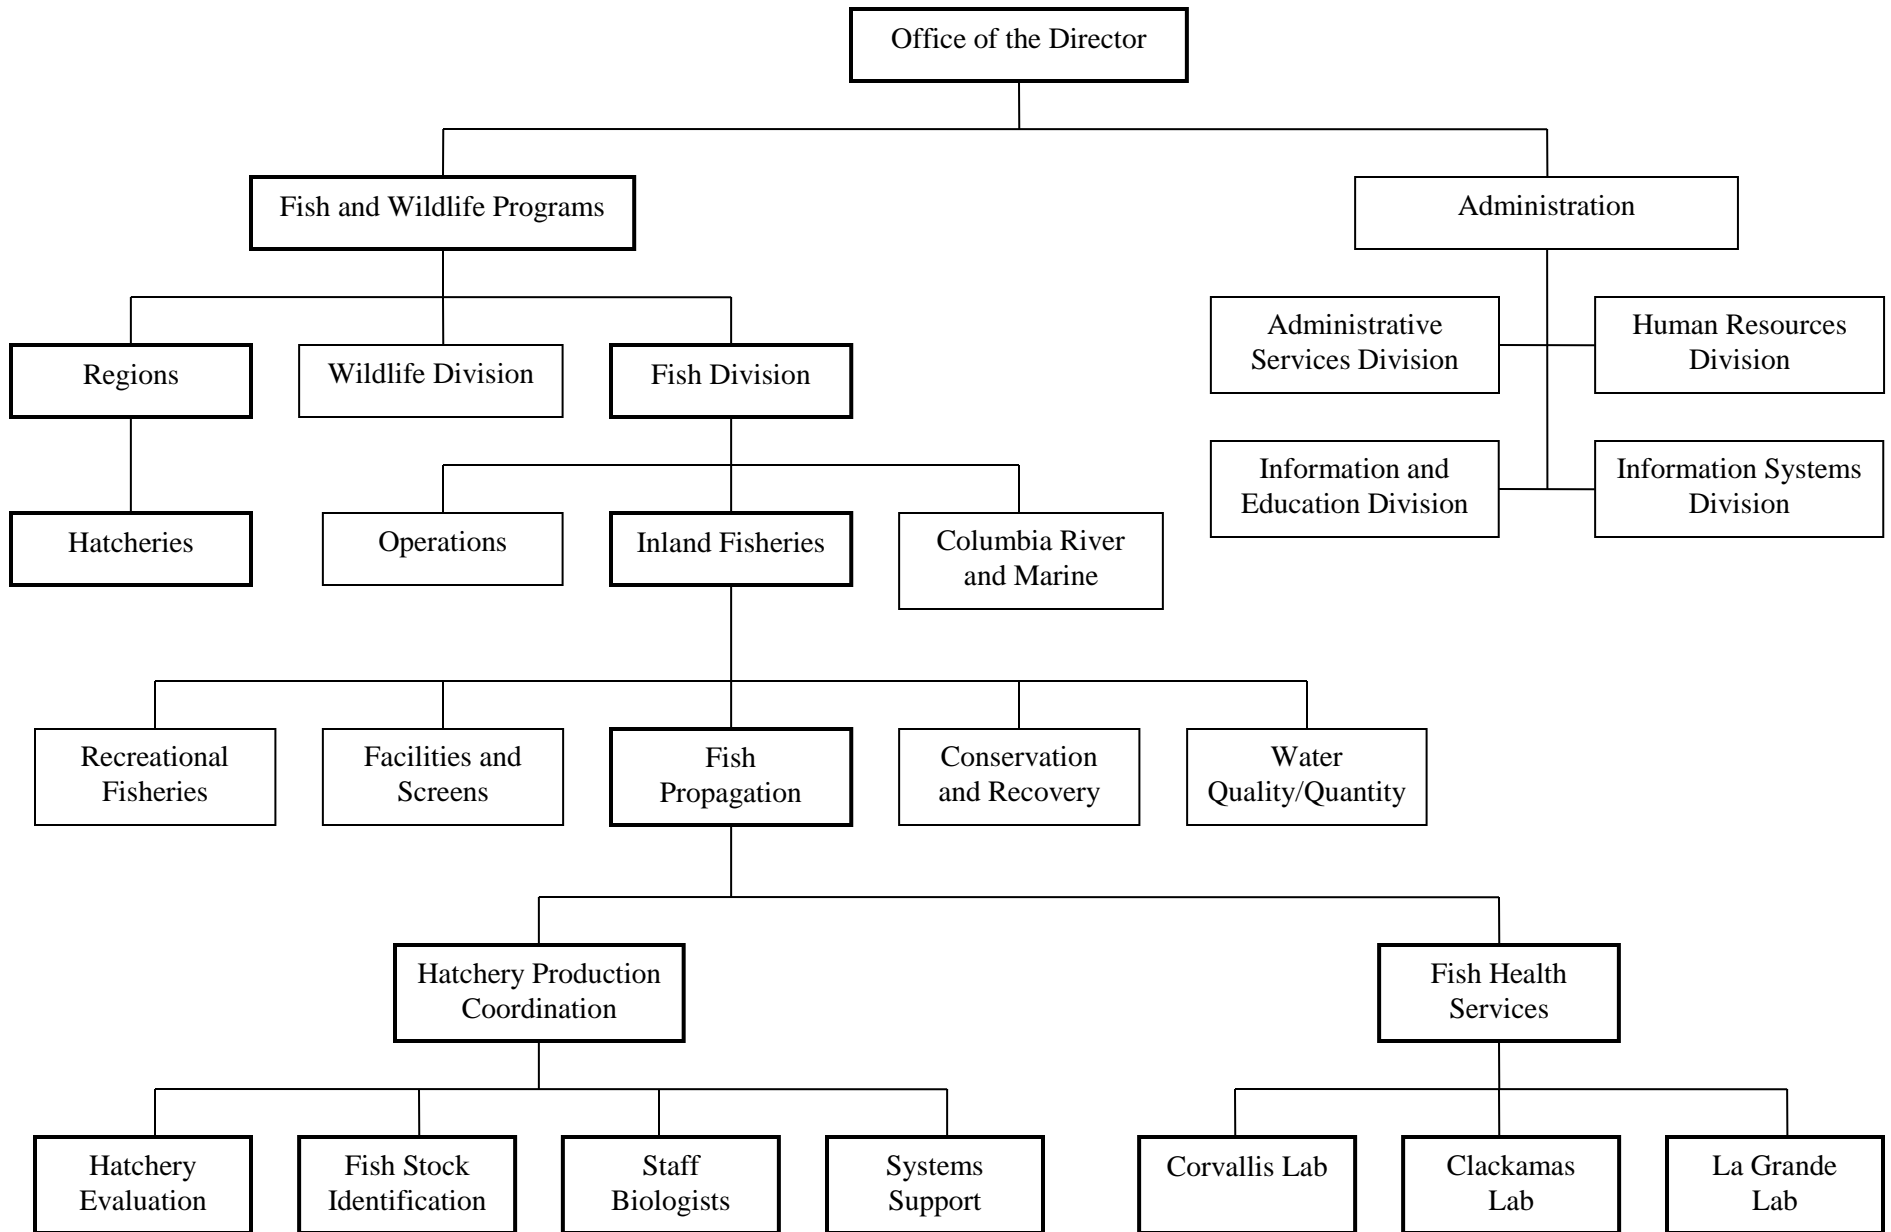 Office of the Director
Fish and Wildlife Programs
Administration
Administrative
Services Division
Human Resources
Division
Regions
Wildlife Division
Fish Division
Information and
Education Division
Information Systems
Division
Hatcheries
Operations
Inland Fisheries
Columbia River
and Marine
Recreational
Fisheries
Facilities and
Screens
Fish
Propagation
Conservation
and Recovery
Water
Quality/Quantity
Hatchery Production
Coordination
Fish Health
Services
Hatchery
Evaluation
Fish Stock
Identification
Staff
Biologists
Systems
Support
Corvallis Lab
Clackamas
Lab
La Grande
Lab